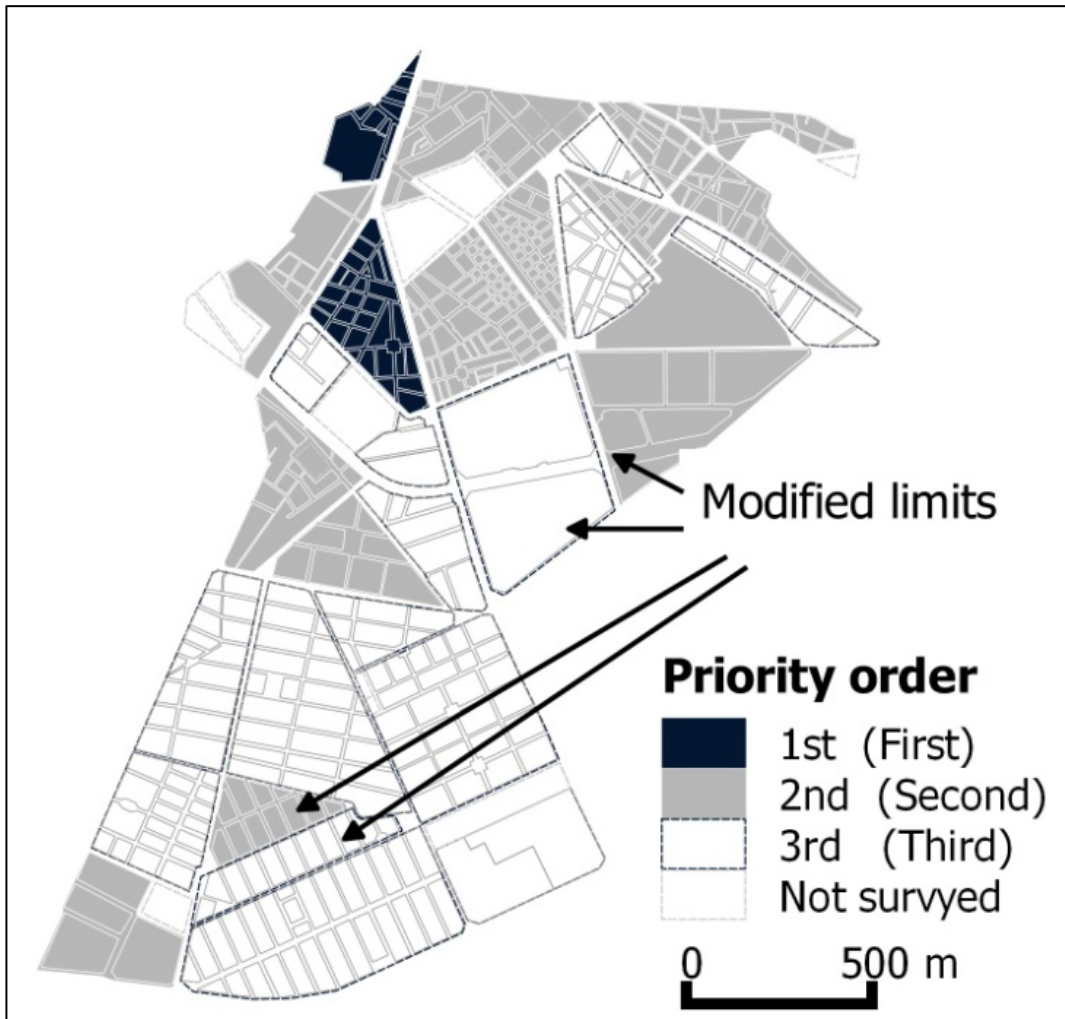 Modified limits
Priority order
1st (First)
2nd (Second)
3rd (Third)
Not survyed
0 500 m